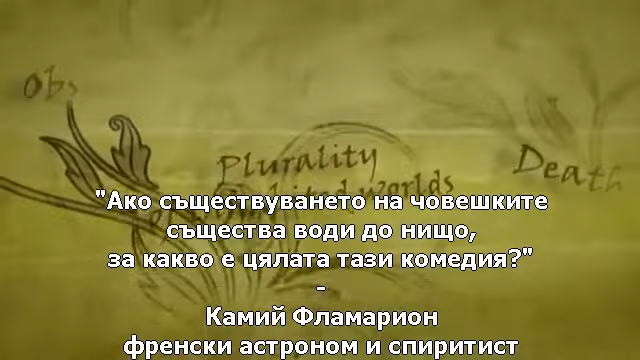 Obs
Plurality
Death
worlds
"Ако съществуването на човешките
същества води до нищо,
за какво е цялата тази комедия?"
-
Камий Фламарион
френски астроном и спиритист